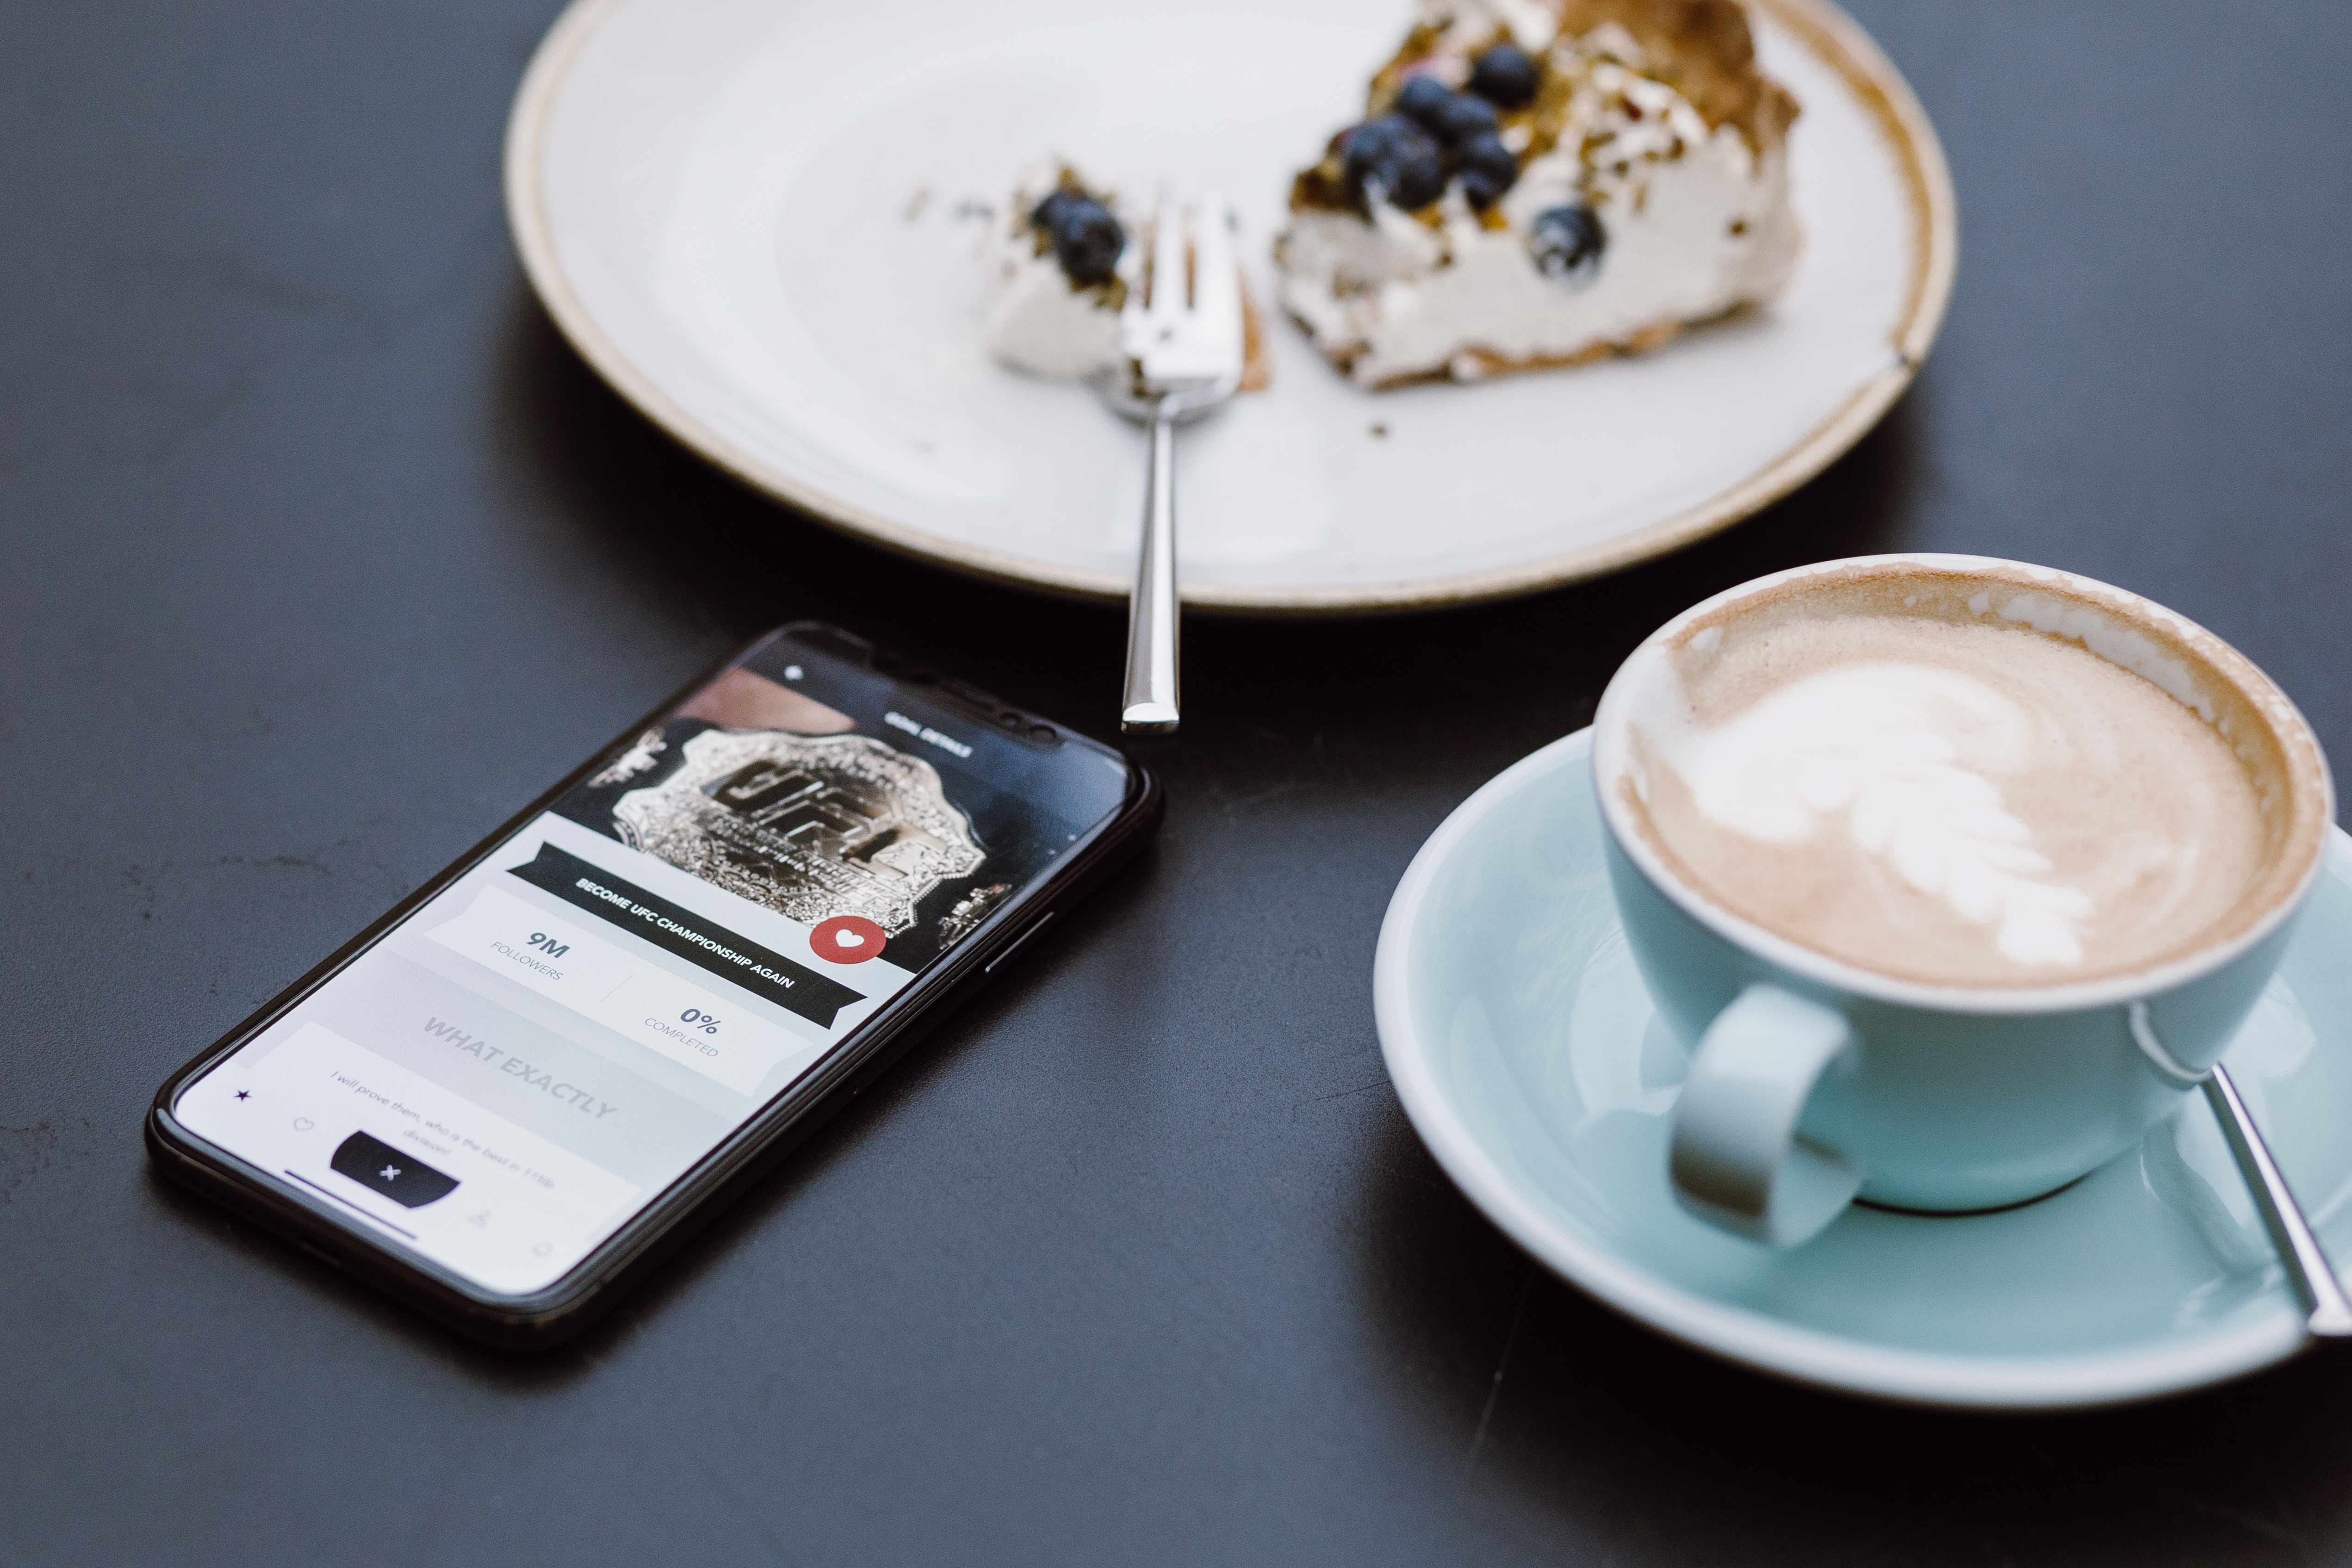 GOAL DETAILS
UFC
BECOME UFC CHAMPIONSHIP AGAIN
9M
FOLLOWERS
0%
COMPLETED
WHAT EXACTLY
I will prove them, who is the best in 115lb
division!